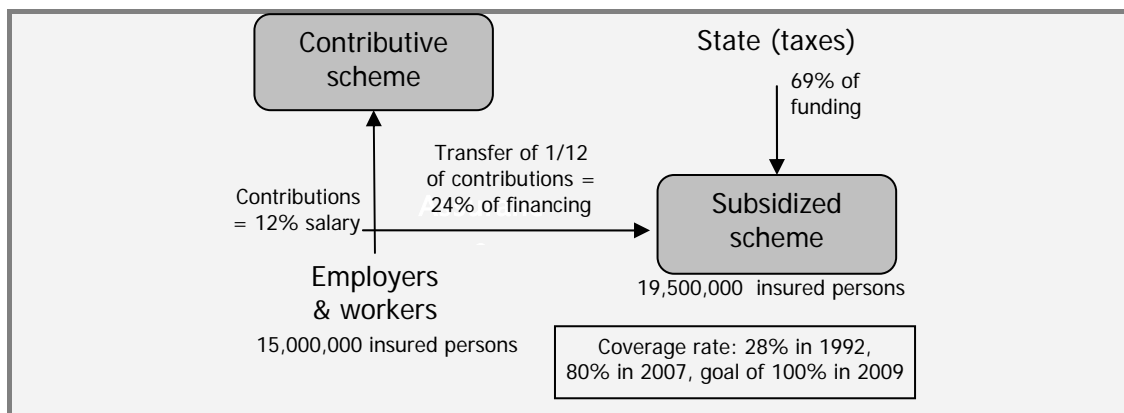 Contributive
scheme
State (taxes)
69% of
funding
Transfer of 1/12
of contributions =
24% of financing
Contributions
= 12% salary
Subsidized
scheme
Employers
& workers
19,500,000 insured persons
15,000,000 insured persons
Coverage rate: 28% in 1992,
80% in 2007, goal of 100% in 2009